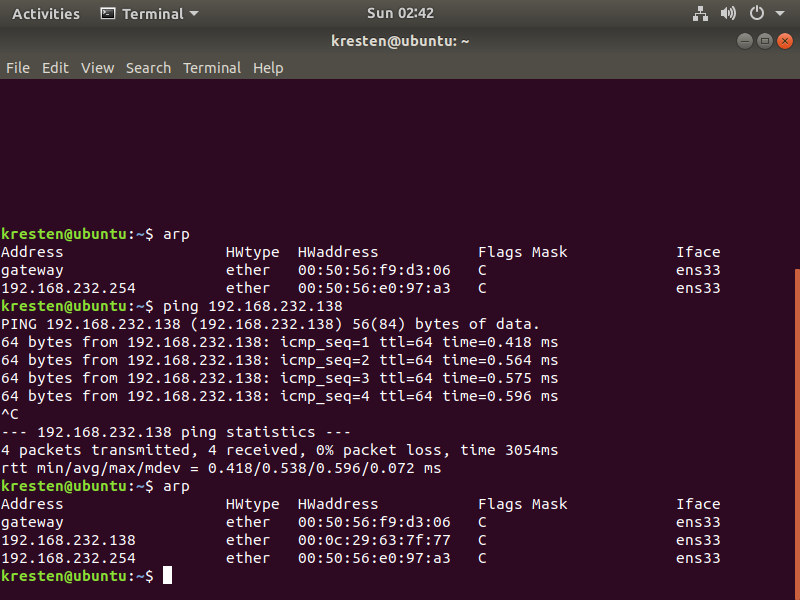 Activities Terminal Sun 02:42
kresten@ubuntu: ~
File Edit View Search Terminal Help
kresten@ubuntu:~$ arp
Address                  HWtype  HWaddress           Flags Mask            Iface
gateway                  ether   00:50:56:f9:d3:06   C                     ens33
192.168.232.254          ether   00:50:56:e0:97:a3   C                     ens33
kresten@ubuntu:~$ ping 192.168.232.138
PING 192.168.232.138 (192.168.232.138) 56(84) bytes of data.
64 bytes from 192.168.232.138: icmp_seq=1 ttl=64 time=0.418 ms
64 bytes from 192.168.232.138: icmp_seq=2 ttl=64 time=0.564 ms
64 bytes from 192.168.232.138: icmp_seq=3 ttl=64 time=0.575 ms
64 bytes from 192.168.232.138: icmp_seq=4 ttl=64 time=0.596 ms
^C
--- 192.168.232.138 ping statistics ---
4 packets transmitted, 4 received, 0% packet loss, time 3054ms
rtt min/avg/max/mdev = 0.418/0.538/0.596/0.072 ms
kresten@ubuntu:~$ arp
Address                  HWtype  HWaddress           Flags Mask            Iface
gateway                  ether   00:50:56:f9:d3:06   C                     ens33
192.168.232.138          ether   00:0c:29:63:7f:77   C                     ens33
192.168.232.254          ether   00:50:56:e0:97:a3   C                     ens33
kresten@ubuntu:~$